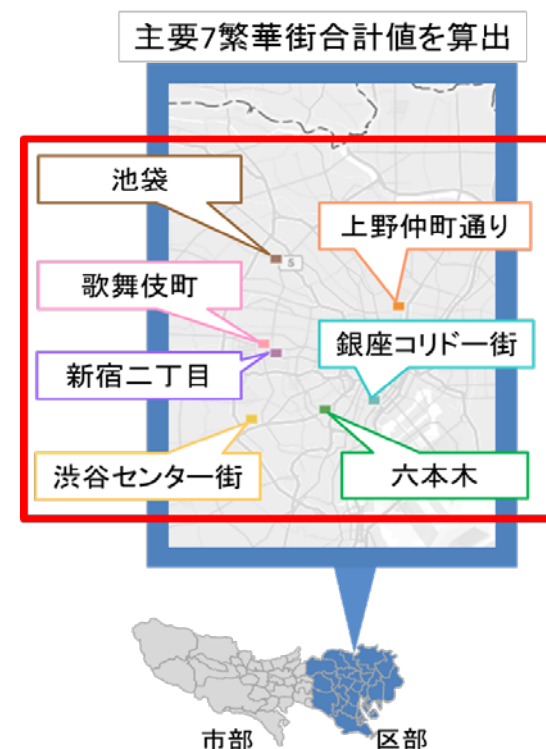 主要7繁華街合計値を算出
池袋
上野仲町通り
5
歌舞伎町
銀座コリドー街
新宿二丁目
渋谷センター街
六本木
市部
区部